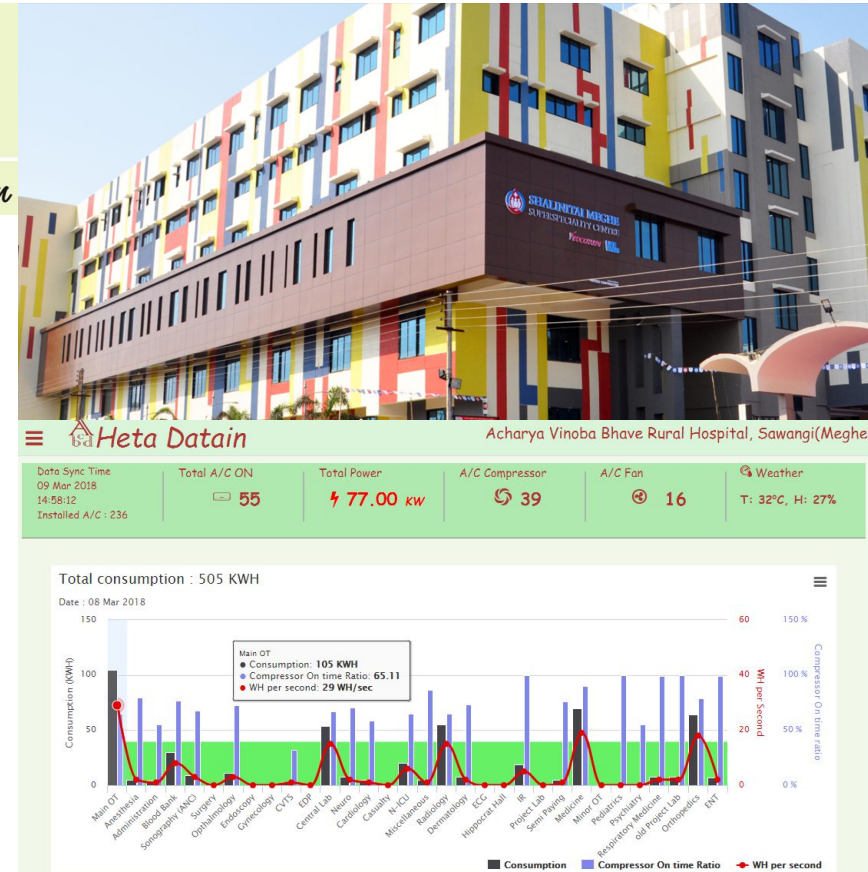 n
SHALINITAI MEGHE
SUPERSPECIALITY CENTRE
Heta Datain
Acharya Vinoba Bhave Rural Hospital, Sawangi(Meghe
Data Sync Time
09 Mar 2018
14:58:12
Installed A/C : 236
Total A/C ON
55
Total Power
77.00 KW
A/C Compressor
39
A/C Fan
16
Weather
T: 32°C, H: 27%
Total consumption : 505 KWH
Date : 08 Mar 2018
Consumption (KWH)
150
100
50
0
Main OT
Consumption: 105 KWH
Compressor On time Ratio: 65.11
WH per second: 29 WH/sec
60
40
20
0
WH per Second
150 %
100 %
50 %
0 %
Compressor On time ratio
Main OT
Anesthesia
Administration
Blood Bank
Sonography (ANC)
Surgery
Opthalmology
Endoscopy
Gynecology
CVTS
EDP
Central Lab
Neuro
Cardiology
Casualty
N-ICU
Miscellaneous
Radiology
Dermatology
ECG
Hippocrat Hall
IR
Project Lab
Semi Paying
Medicine
Minor OT
Pediatrics
Psychiatry
Respiratory Medicine
old Project Lab
Orthopedics
ENT
Consumption
Compressor On time Ratio
WH per second